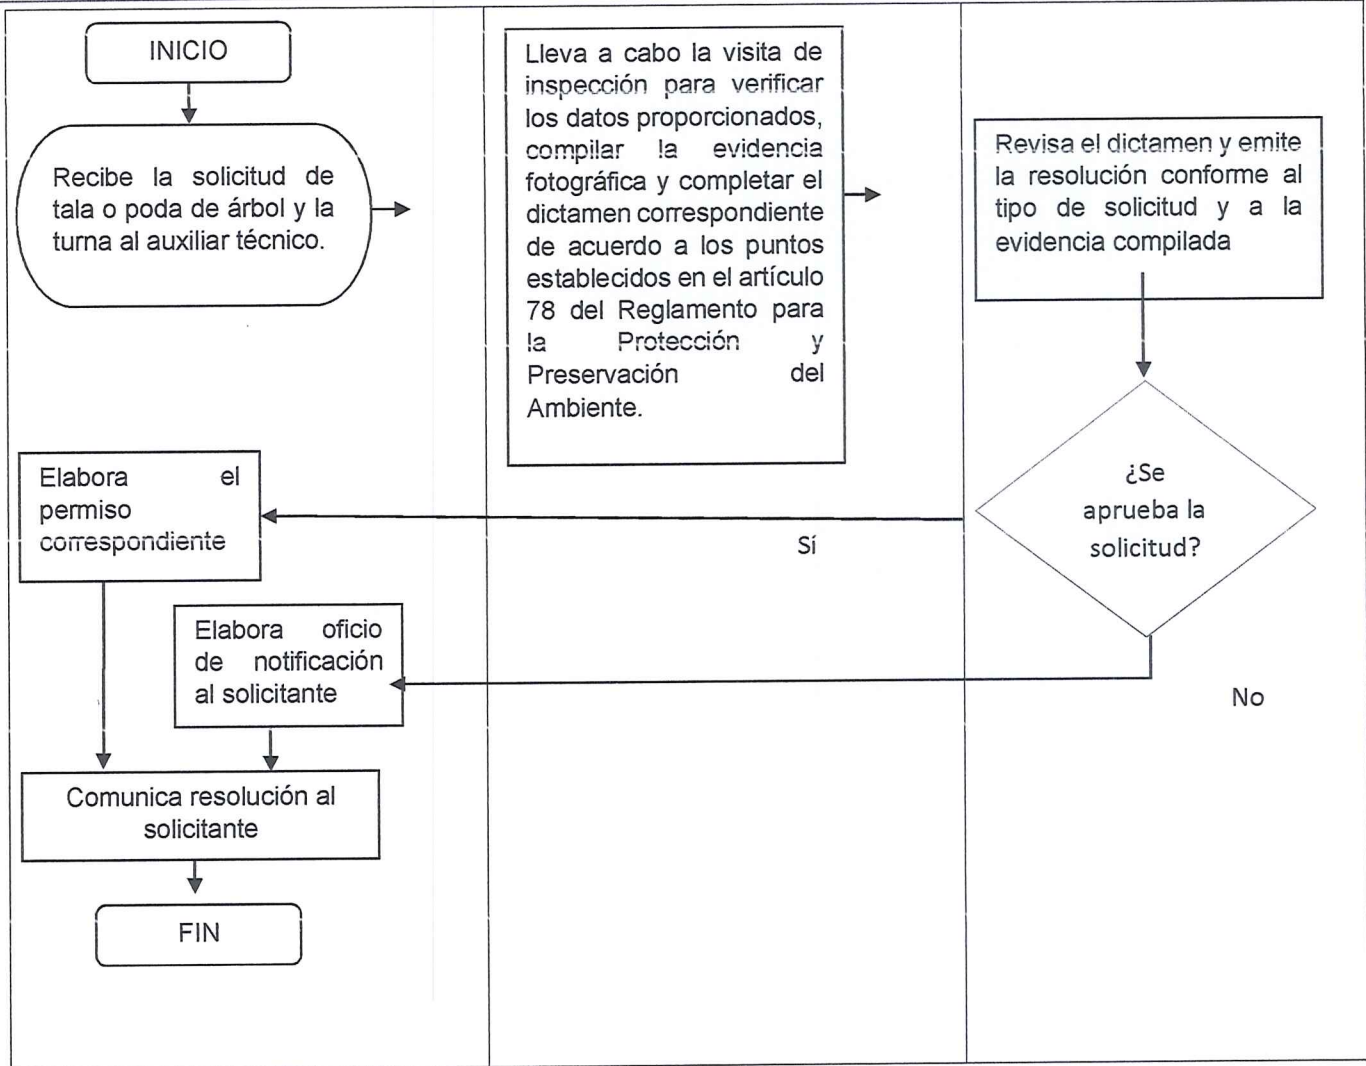 INICIO
Recibe la solicitud de
tala o poda de árbol y la
turna al auxiliar técnico.
Lleva a cabo la visita de
inspección para verificar
los datos proporcionados,
compilar la evidencia
fotográfica y completar el
dictamen correspondiente
de acuerdo a los puntos
establecidos en el artículo
78 del Reglamento para
la Protección y
Preservación del
Ambiente.
Revisa el dictamen y emite
la resolución conforme al
tipo de solicitud y a la
evidencia compilada
¿Se
aprueba la
solicitud?
Sí
No
Elabora el
permiso
correspondiente
Elabora oficio
de notificación
al solicitante
Comunica resolución al
solicitante
FIN